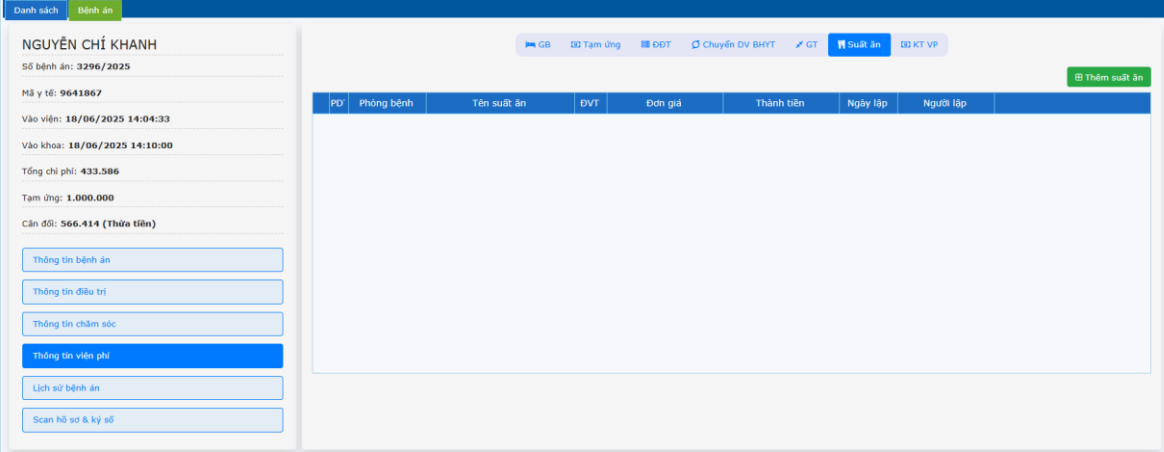 Danh sách Bệnh án
NGUYỄN CHÍ KHANH
Số bệnh án: 3296/2025
Mã y tế: 9641867
Vào viện: 18/06/2025 14:04:33
Vào khoa: 18/06/2025 14:10:00
Tổng chi phí: 433.586
Tạm ứng: 1.000.000
Cân đối: 566.414 (Thừa tiền)
Thông tin bệnh án
Thông tin điều trị
Thông tin chăm sóc
Thông tin viện phí
Lịch sử bệnh án
Scan hồ sơ & ký số
GB Tạm ứng ĐĐT Chuyển DV BHYT GT Suất ăn KT VP
Thêm suất ăn
PDT Phòng bệnh Tên suất ăn ĐVT Đơn giá Thành tiền Ngày lập Người lập